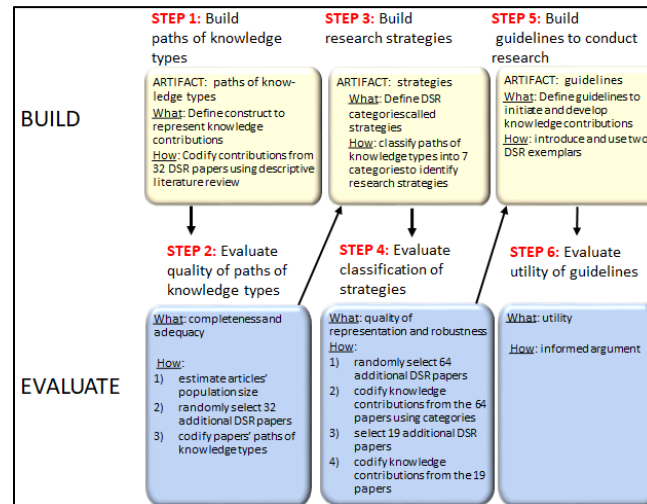 STEP 1: Build
paths of knowledge
types
STEP 3: Build
research strategies
STEP 5: Build
guidelines to conduct
research
BUILD
ARTIFACT: paths of know-
ledge types
What: Define construct to
represent knowledge
contributions
How: Codify contributions from
32 DSR papers using descriptive
literature review
ARTIFACT: strategies
What: Define DSR
categoriescalled
strategies
How: classify paths of
knowledge types into 7
categoriesto identify
research strategies
ARTIFACT: guidelines
What: Define guidelines to
initiate and develop
knowledge contributions
How: introduce and use two
DSR exemplars
STEP 2: Evaluate
quality of paths of
knowledge types
STEP 4: Evaluate
classification of
strategies
STEP 6: Evaluate
utility of guidelines
EVALUATE
What: completeness and
adequacy
How:
1) estimate articles'
population size
2) randomly select 32
additional DSR papers
3) codify papers' paths of
knowledge types
What: quality of
representation and robustness
How:
1) randomly select 64
additional DSR papers
2) codify knowledge
contributions from the 64
papers using categories
3) select 19 additional DSR
papers
4) codify knowledge
contributions from the 19
papers
What: utility
How: informed argument